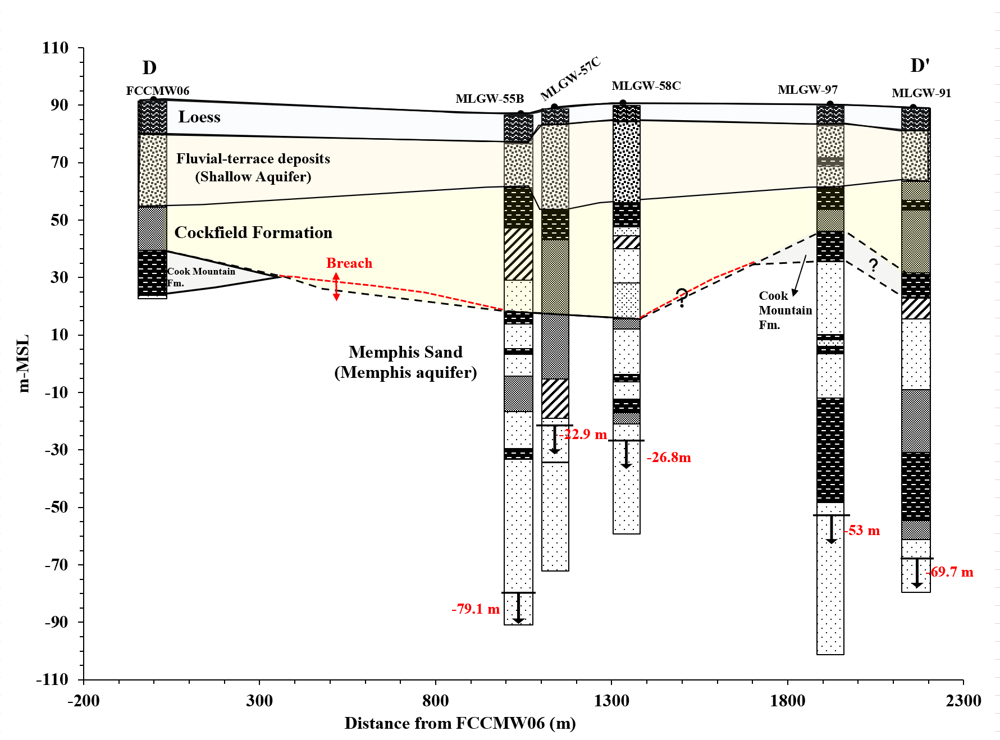 110
90
70
50
30
10
-10
-30
-50
-70
-90
-110
m-MSL
-200
300
800
1300
1800
2300
Distance from FCCMW06 (m)
D
D'
FCCMW06
MLGW-55B
MLGW-57C
MLGW-58C
MLGW-97
MLGW-91
Loess
Fluvial-terrace deposits
(Shallow Aquifer)
Cockfield Formation
Cook Mountain
Fm.
Breach
?
?
Cook
Mountain
Fm.
Memphis Sand
(Memphis aquifer)
-22.9 m
-26.8m
-53 m
-69.7 m
-79.1 m